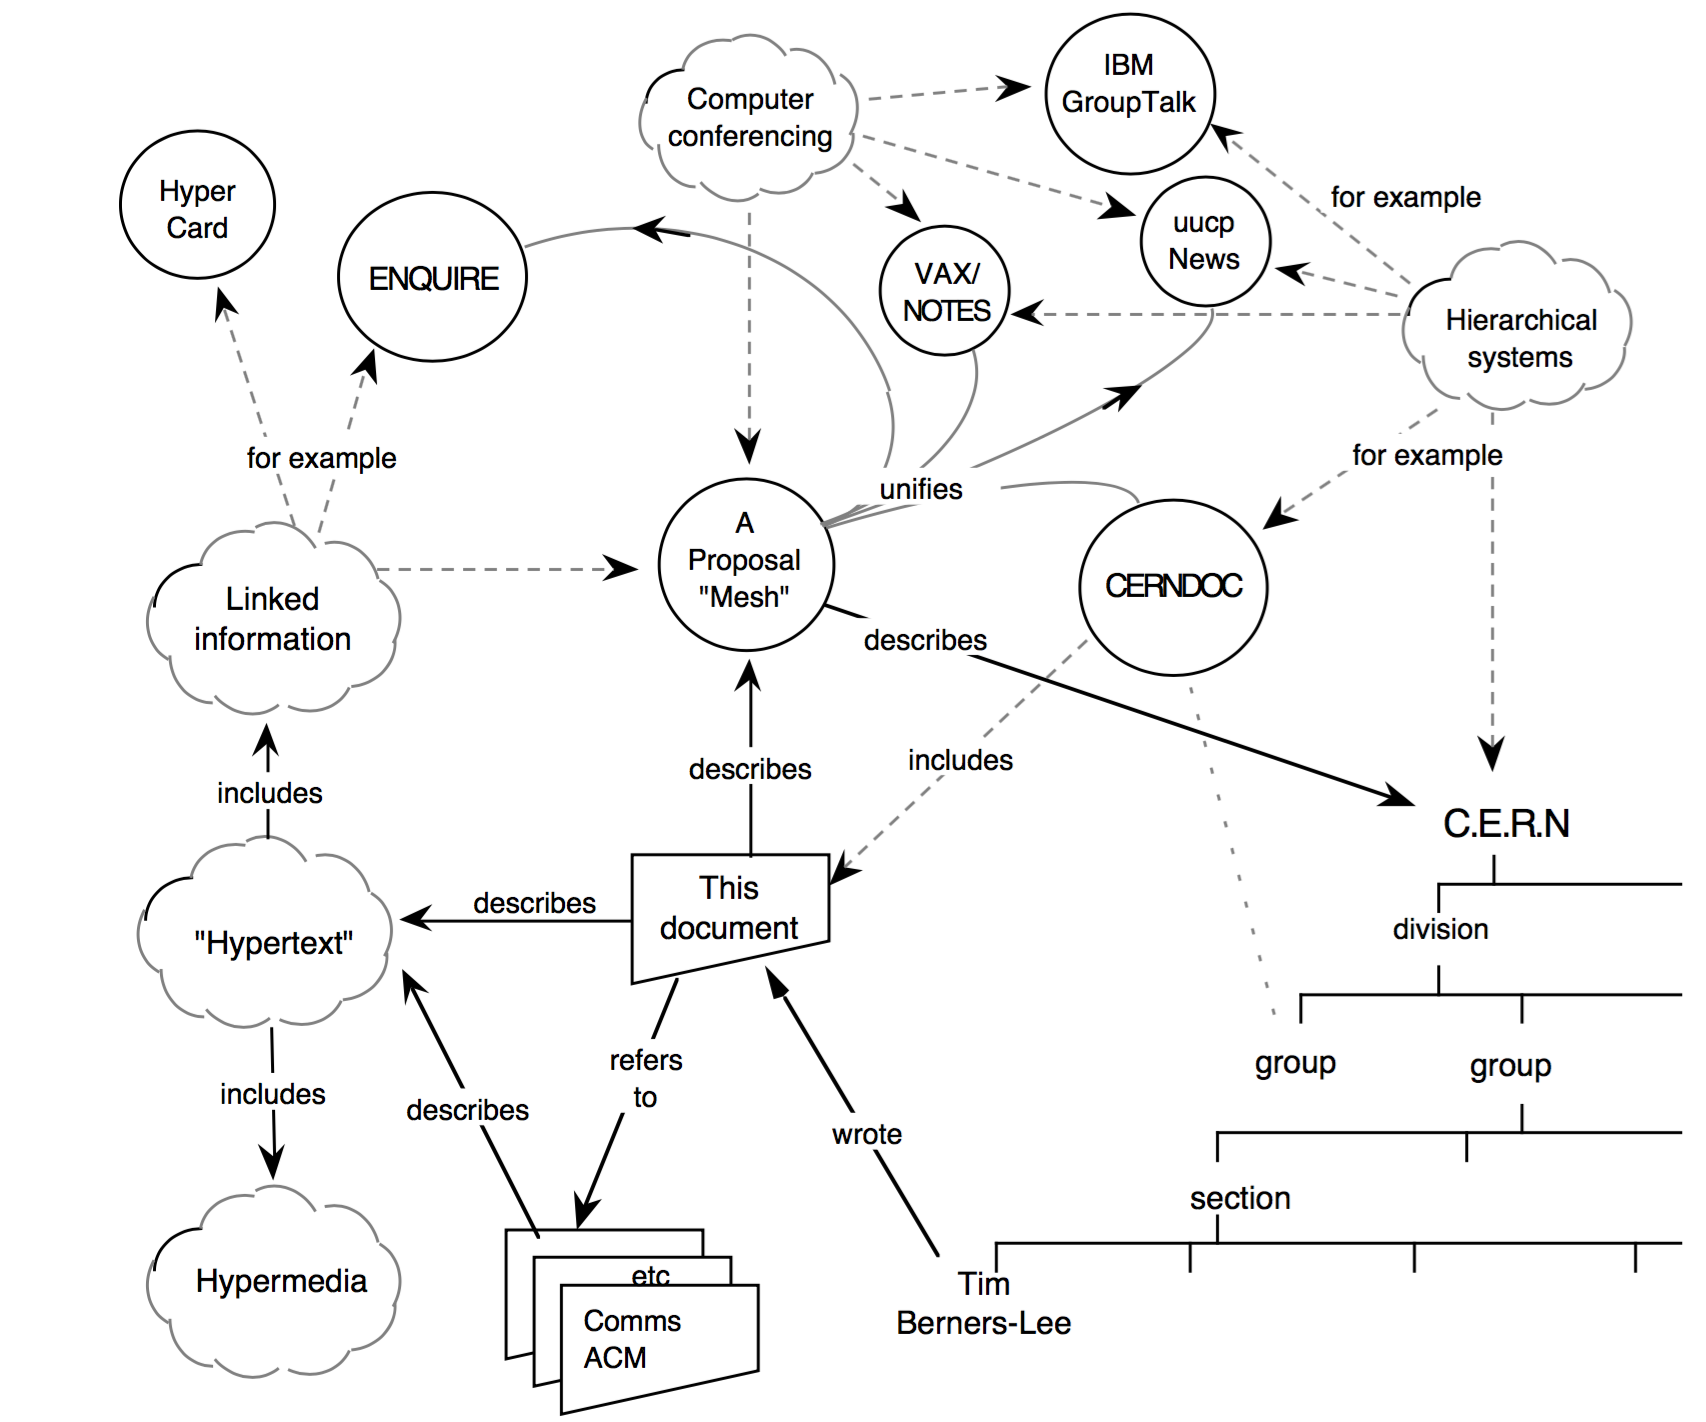 IBM
GroupTalk
Computer
conferencing
Hyper
Card
for example
uucp
News
ENQUIRE
VAX/
NOTES
Hierarchical
systems
for example
for example
unifies
A
Proposal
"Mesh"
CERNDOC
Linked
information
describes
includes
describes
includes
C.E.R.N
This
document
describes
division
"Hypertext"
refers
to
group
group
includes
describes
wrote
section
Hypermedia
etc
Comms
ACM
Tim
Berners-Lee